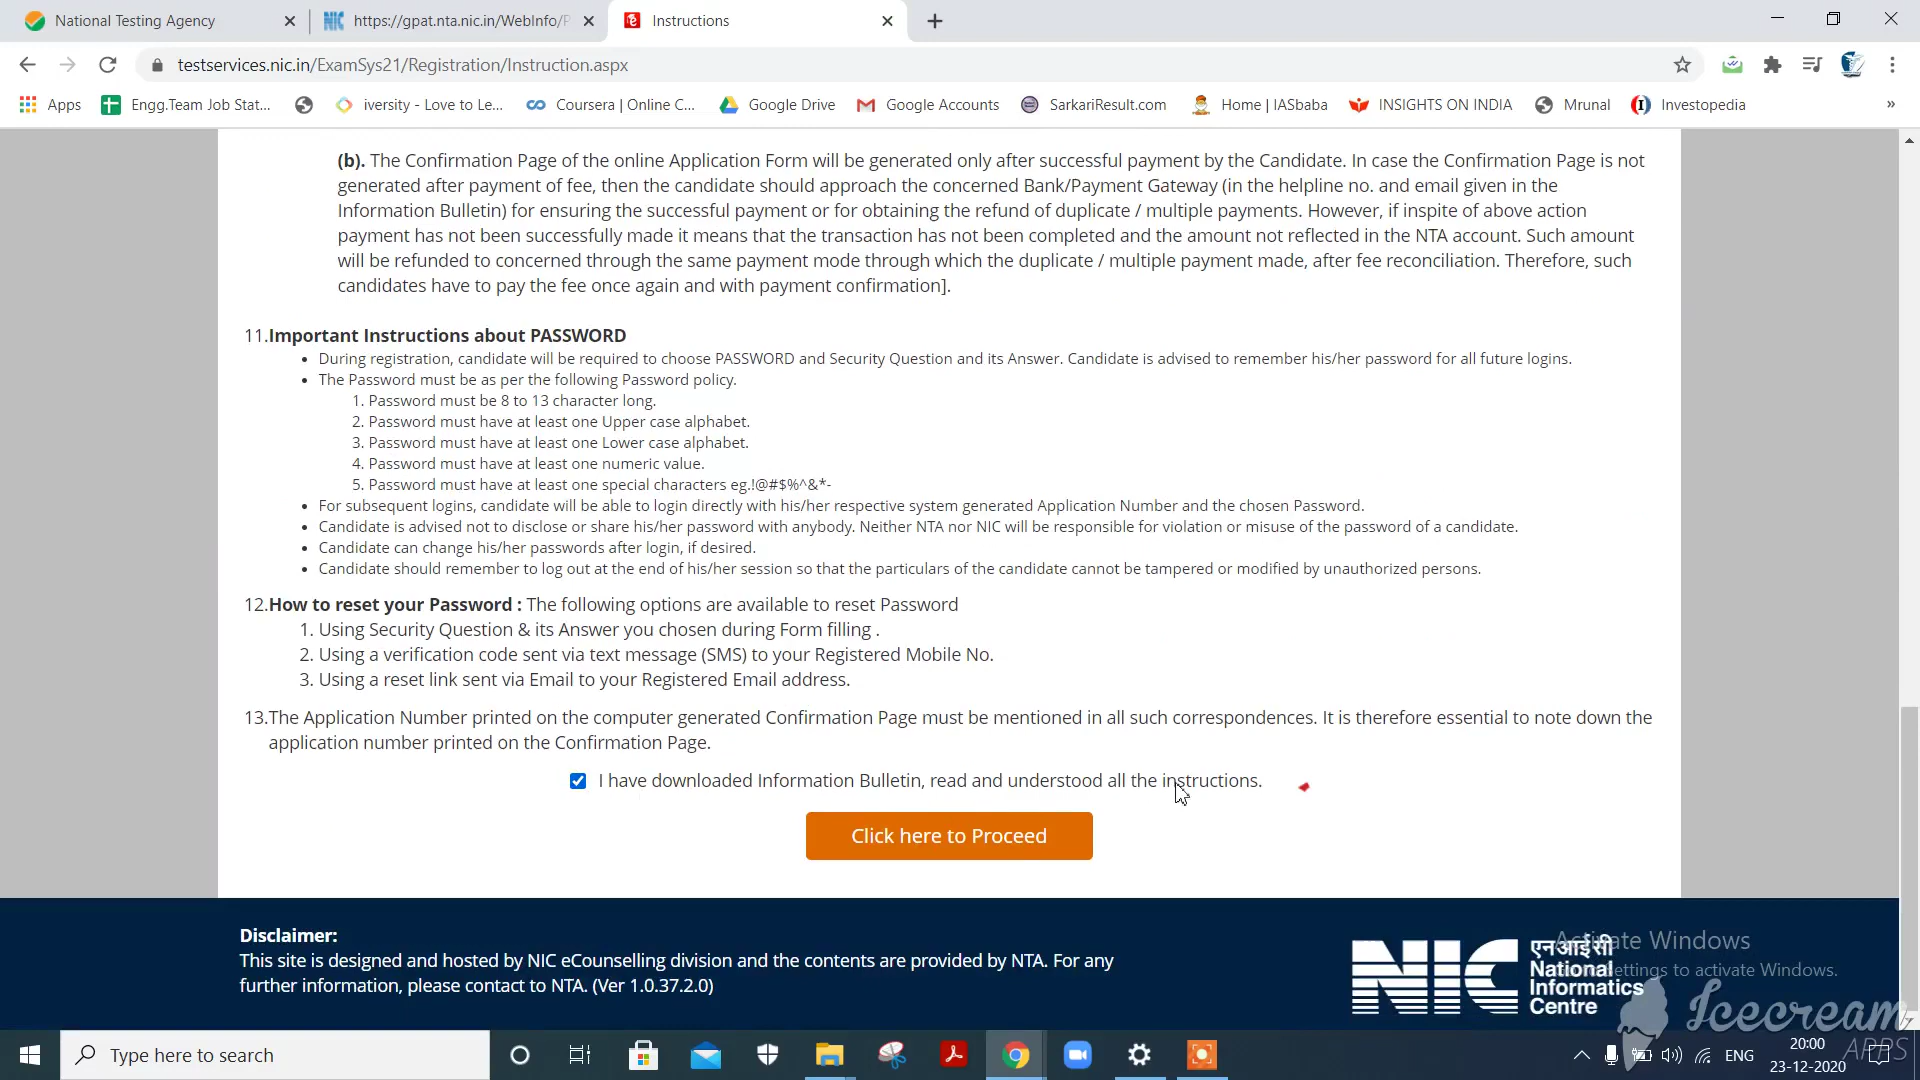 National Testing Agency
https://gpat.nta.nic.in/WebInfo/P
Instructions
testservices.nic.in/ExamSys21/Registration/Instruction.aspx
Apps
Engg.Team Job Stat...
iversity - Love to Le...
Coursera | Online C...
Google Drive
Google Accounts
SarkariResult.com
Home | IASbaba
INSIGHTS ON INDIA
Mrunal
Investopedia
(b). The Confirmation Page of the online Application Form will be generated only after successful payment by the Candidate. In case the Confirmation Page is not
generated after payment of fee, then the candidate should approach the concerned Bank/Payment Gateway (in the helpline no. and email given in the
Information Bulletin) for ensuring the successful payment or for obtaining the refund of duplicate / multiple payments. However, if inspite of above action
payment has not been successfully made it means that the transaction has not been completed and the amount not reflected in the NTA account. Such amount
will be refunded to concerned through the same payment mode through which the duplicate / multiple payment made, after fee reconciliation. Therefore, such
candidates have to pay the fee once again and with payment confirmation].
11.Important Instructions about PASSWORD
• During registration, candidate will be required to choose PASSWORD and Security Question and its Answer. Candidate is advised to remember his/her password for all future logins.
• The Password must be as per the following Password policy.
1. Password must be 8 to 13 character long.
2. Password must have at least one Upper case alphabet.
3. Password must have at least one Lower case alphabet.
4. Password must have at least one numeric value.
5. Password must have at least one special characters eg.!@#$%^&*-
• For subsequent logins, candidate will be able to login directly with his/her respective system generated Application Number and the chosen Password.
• Candidate is advised not to disclose or share his/her password with anybody. Neither NTA nor NIC will be responsible for violation or misuse of the password of a candidate.
• Candidate can change his/her passwords after login, if desired.
• Candidate should remember to log out at the end of his/her session so that the particulars of the candidate cannot be tampered or modified by unauthorized persons.
12.How to reset your Password : The following options are available to reset Password
1. Using Security Question & its Answer you chosen during Form filling .
2. Using a verification code sent via text message (SMS) to your Registered Mobile No.
3. Using a reset link sent via Email to your Registered Email address.
13.The Application Number printed on the computer generated Confirmation Page must be mentioned in all such correspondences. It is therefore essential to note down the
application number printed on the Confirmation Page.
I have downloaded Information Bulletin, read and understood all the instructions.
Click here to Proceed
Disclaimer:
This site is designed and hosted by NIC eCounselling division and the contents are provided by NTA. For any
further information, please contact to NTA. (Ver 1.0.37.2.0)
NIC
एनआईसी
National
Informatics
Centre
Activate Windows
Go to Settings to activate Windows.
Icecream
APPS
Type here to search
ENG
20:00
23-12-2020